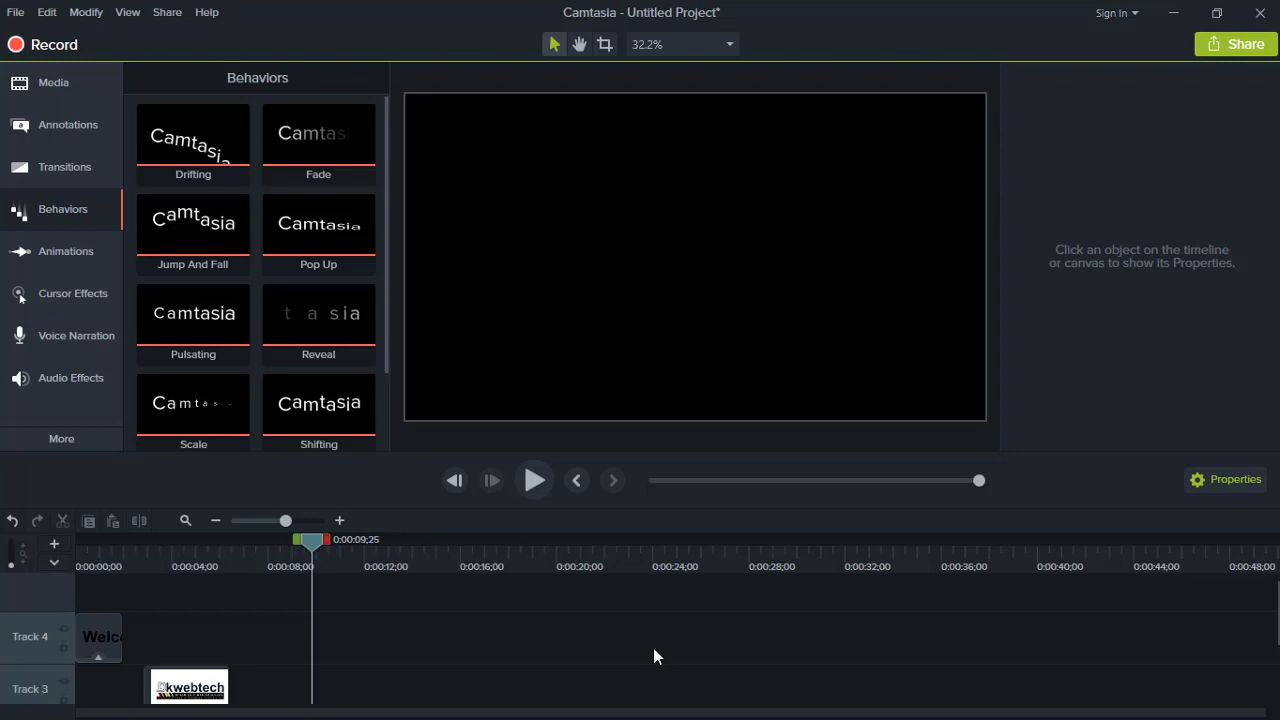 File Edit Modify View Share Help
Camtasia - Untitled Project*
Sign In
Record
32.2%
Share
Media
Annotations
Transitions
Behaviors
Animations
Cursor Effects
Voice Narration
Audio Effects
More
Behaviors
Camtasia
Drifting
Camtas
Fade
Camtasia
Jump And Fall
Camtasia
Pop Up
Camtasia
Pulsating
t a sia
Reveal
Camtas
Scale
Camtasia
Shifting
Click an object on the timeline
or canvas to show its Properties.
Properties
0:00:09;25
0:00:00;00 0:00:04;00 0:00:08;00 0:00:12;00 0:00:16;00 0:00:20;00 0:00:24;00 0:00:28;00 0:00:32;00 0:00:36;00 0:00:40;00 0:00:44;00 0:00:48;00
Track 4
Welc
Track 3
kwebtech